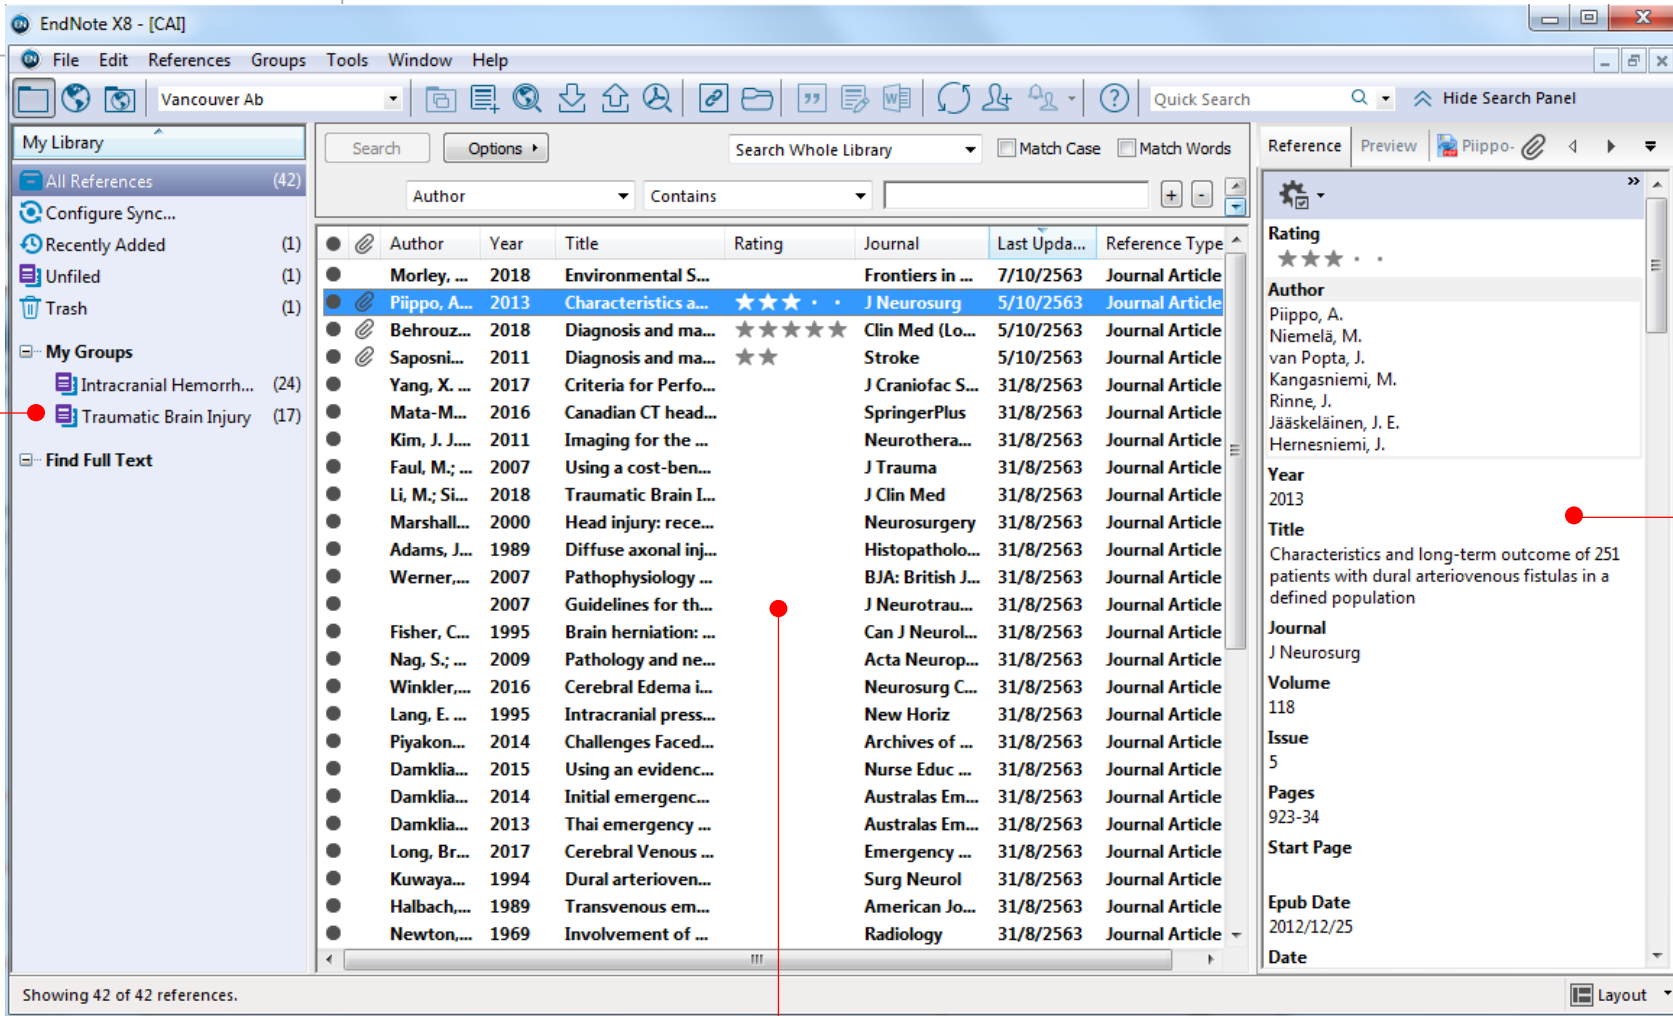 EndNote X8 - [CAI]
File Edit References Groups Tools Window Help
Vancouver Ab
Quick Search
Hide Search Panel
My Library
All References (42)
Configure Sync...
Recently Added (1)
Unfiled (1)
Trash (1)
My Groups
Intracranial Hemorrh... (24)
Traumatic Brain Injury (17)
Find Full Text
Search Options Search Whole Library Match Case Match Words
Author Contains
Author Year Title Rating Journal Last Upda... Reference Type
Morley, ... 2018 Environmental S... Frontiers in ... 7/10/2563 Journal Article
Piippo, A... 2013 Characteristics a... J Neurosurg 5/10/2563 Journal Article
Behrouz... 2018 Diagnosis and ma... Clin Med (Lo... 5/10/2563 Journal Article
Saposni... 2011 Diagnosis and ma... Stroke 5/10/2563 Journal Article
Yang, X. ... 2017 Criteria for Perfo... J Craniofac S... 31/8/2563 Journal Article
Mata-M... 2016 Canadian CT head... SpringerPlus 31/8/2563 Journal Article
Kim, J. J.... 2011 Imaging for the ... Neurothera... 31/8/2563 Journal Article
Faul, M.; ... 2007 Using a cost-ben... J Trauma 31/8/2563 Journal Article
Li, M.; Si... 2018 Traumatic Brain I... J Clin Med 31/8/2563 Journal Article
Marshall... 2000 Head injury: rece... Neurosurgery 31/8/2563 Journal Article
Adams, J... 1989 Diffuse axonal inj... Histopatholo... 31/8/2563 Journal Article
Werner,... 2007 Pathophysiology ... BJA: British J... 31/8/2563 Journal Article
2007 Guidelines for th... J Neurotrau... 31/8/2563 Journal Article
Fisher, C... 1995 Brain herniation: ... Can J Neurol... 31/8/2563 Journal Article
Nag, S.; ... 2009 Pathology and ne... Acta Neurop... 31/8/2563 Journal Article
Winkler,... 2016 Cerebral Edema i... Neurosurg C... 31/8/2563 Journal Article
Lang, E. ... 1995 Intracranial press... New Horiz 31/8/2563 Journal Article
Piyakon... 2014 Challenges Faced... Archives of ... 31/8/2563 Journal Article
Damklia... 2015 Using an evidenc... Nurse Educ ... 31/8/2563 Journal Article
Damklia... 2014 Initial emergenc... Australas Em... 31/8/2563 Journal Article
Damklia... 2013 Thai emergency ... Australas Em... 31/8/2563 Journal Article
Long, Br... 2017 Cerebral Venous ... Emergency ... 31/8/2563 Journal Article
Kuwaya... 1994 Dural arterioven... Surg Neurol 31/8/2563 Journal Article
Halbach,... 1989 Transvenous em... American Jo... 31/8/2563 Journal Article
Newton,... 1969 Involvement of ... Radiology 31/8/2563 Journal Article
Reference Preview Piippo-
Rating
Author
Piippo, A.
Niemelä, M.
van Popta, J.
Kangasniemi, M.
Rinne, J.
Jääskeläinen, J. E.
Hernesniemi, J.
Year
2013
Title
Characteristics and long-term outcome of 251
patients with dural arteriovenous fistulas in a
defined population
Journal
J Neurosurg
Volume
118
Issue
5
Pages
923-34
Start Page
Epub Date
2012/12/25
Date
Showing 42 of 42 references.
Layout